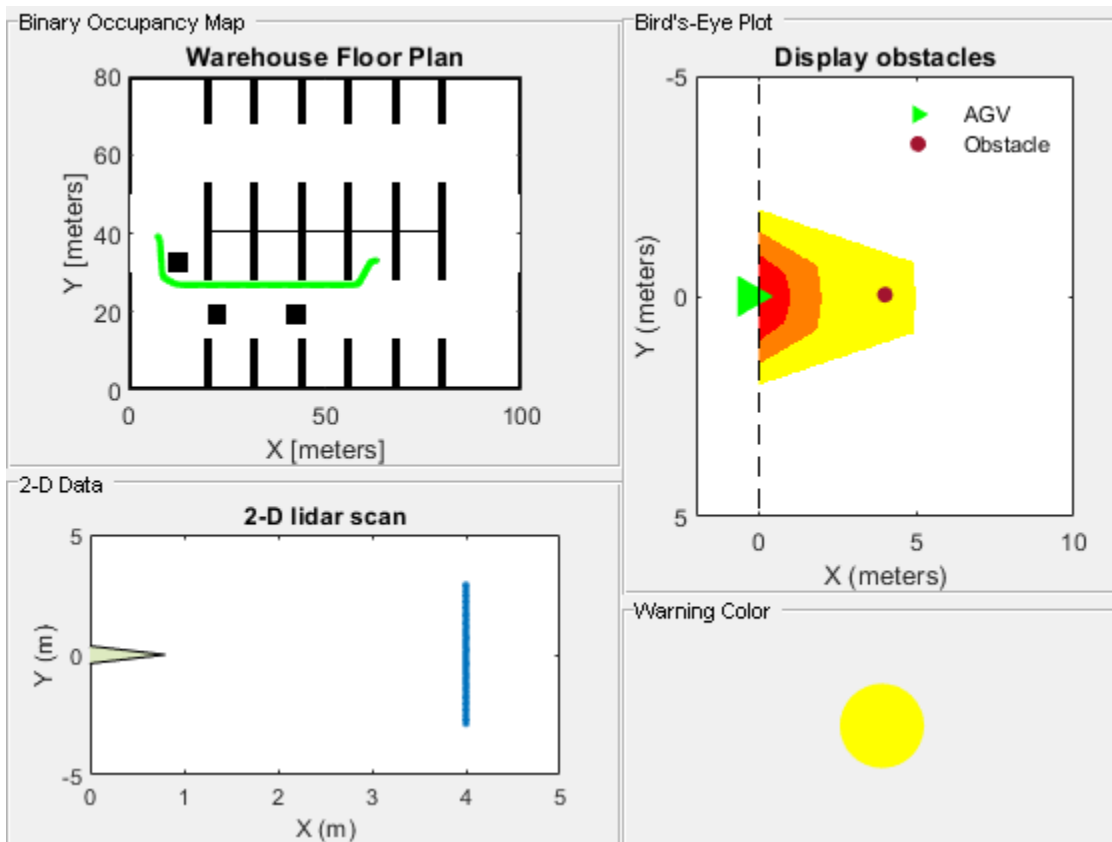 Binary Occupancy Map
Warehouse Floor Plan
80
60
40
20
0
Y [meters]
0
50
100
X [meters]
2-D Data
2-D lidar scan
5
0
-5
Y (m)
0
1
2
3
4
5
X (m)
Bird's-Eye Plot
Display obstacles
AGV
Obstacle
-5
0
5
Y (meters)
0
5
10
X (meters)
Warning Color